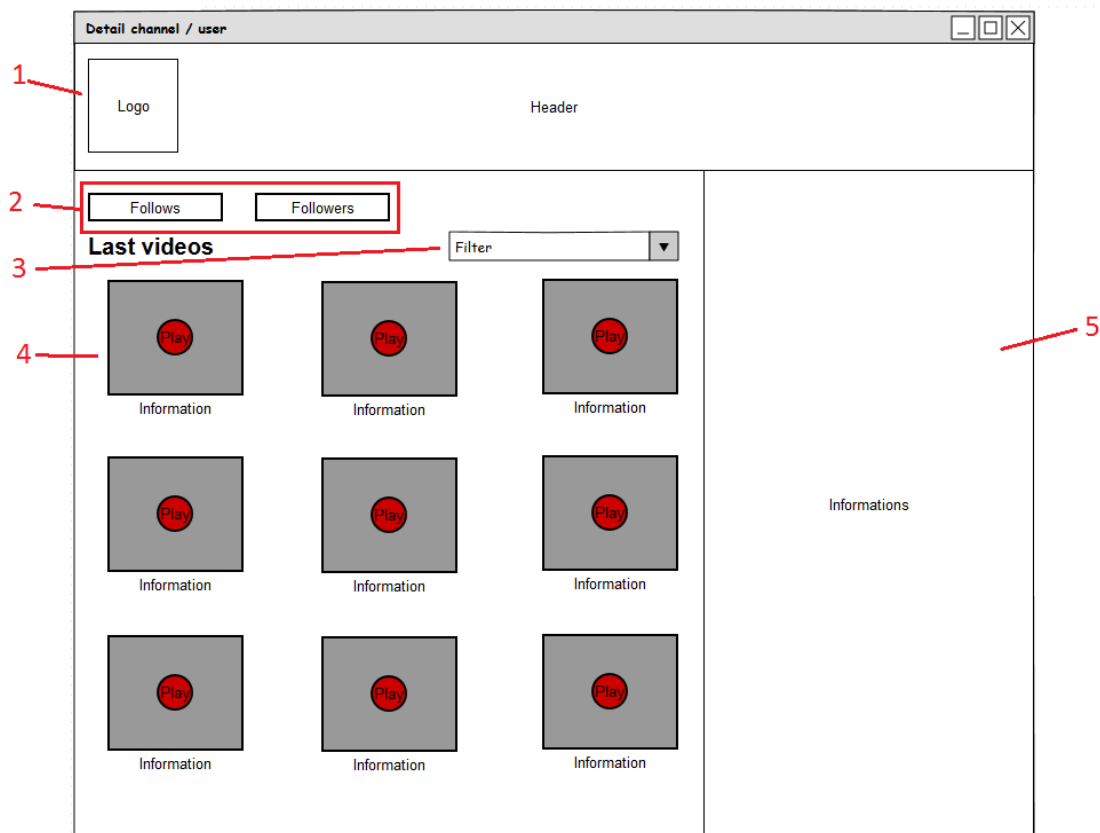 Detail channel / user
1
Logo
Header
2
Follows Followers
Last videos
Filter
3
Play Play Play
4
5
Information Information Information
Play Play Play
Informations
Information Information Information
Play Play Play
Information Information Information